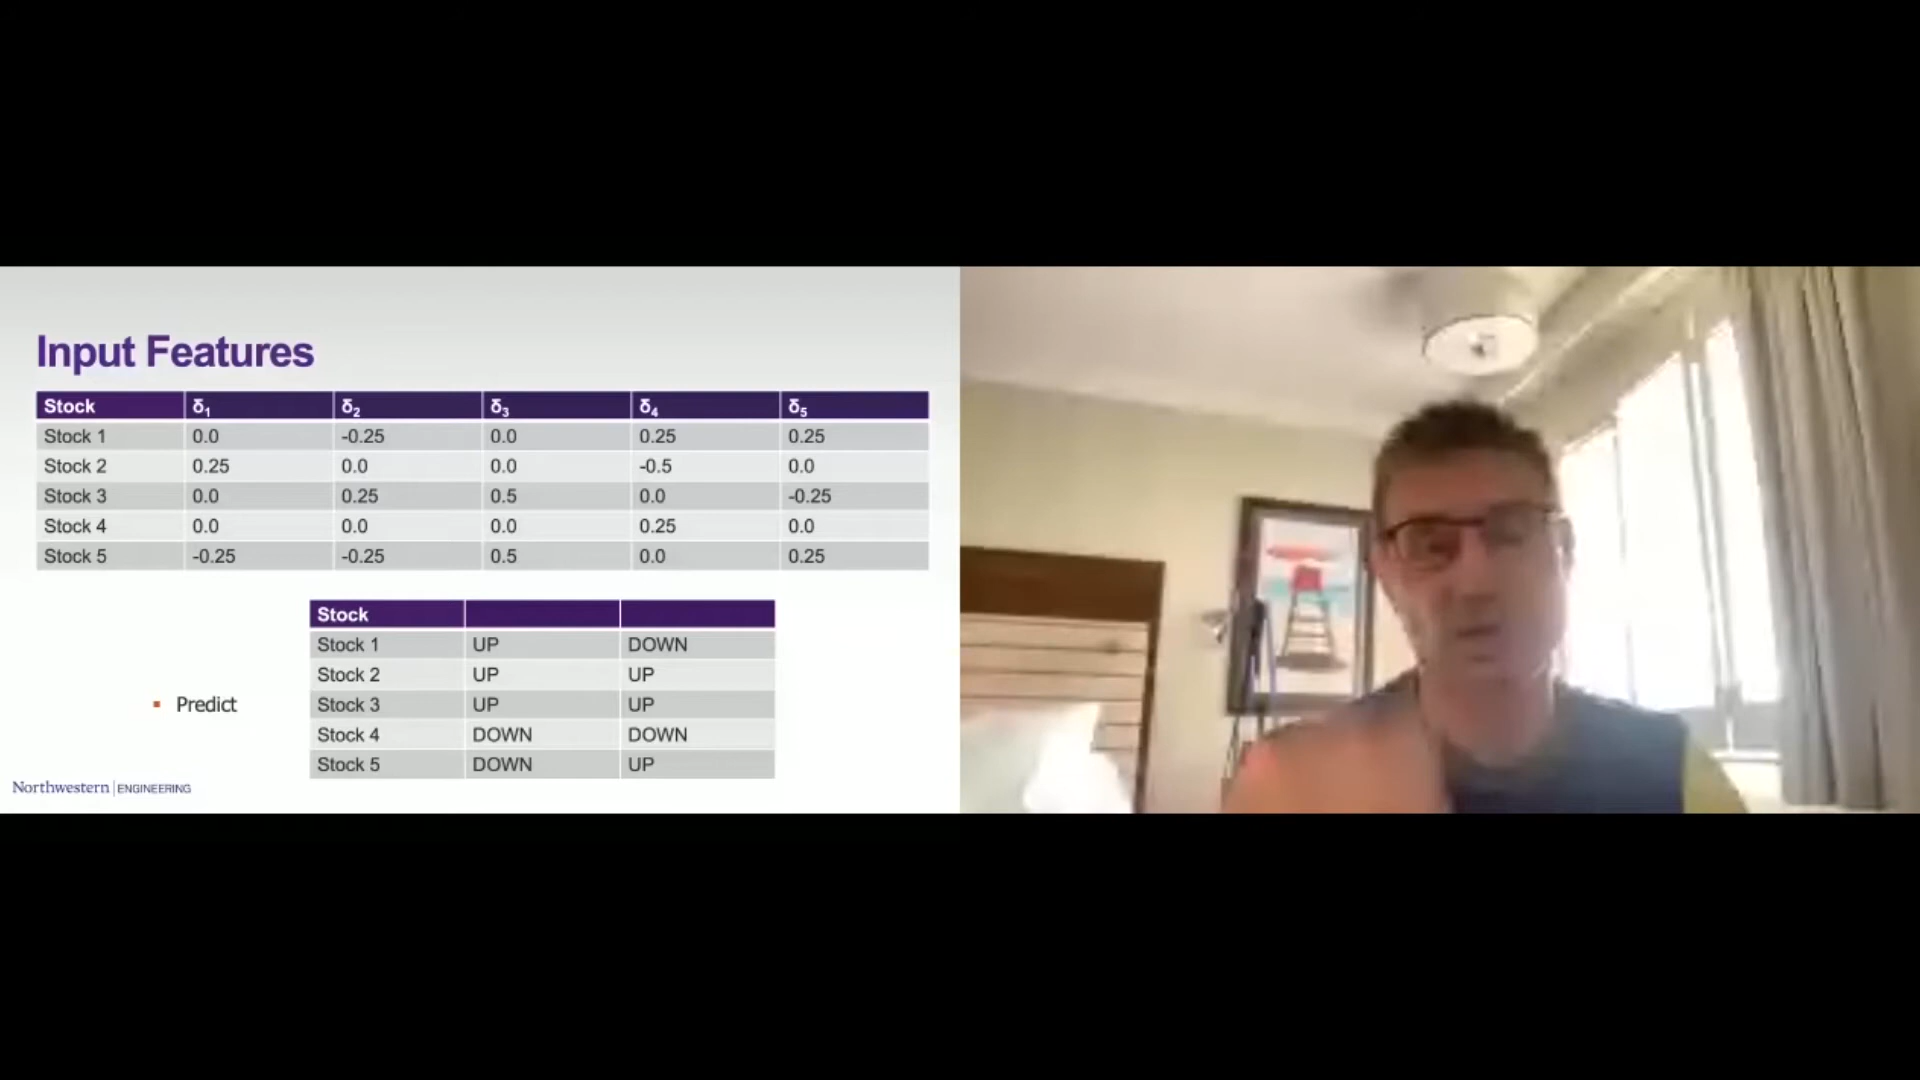 Input Features
Stock δ1 δ2 δ3 δ4 δ5
Stock 1 0.0 -0.25 0.0 0.25 0.25
Stock 2 0.25 0.0 0.0 -0.5 0.0
Stock 3 0.0 0.25 0.5 0.0 -0.25
Stock 4 0.0 0.0 0.0 0.25 0.0
Stock 5 -0.25 -0.25 0.5 0.0 0.25
Stock
Stock 1 UP DOWN
Stock 2 UP UP
▪ Predict
Stock 3 UP UP
Stock 4 DOWN DOWN
Stock 5 DOWN UP
Northwestern | ENGINEERING